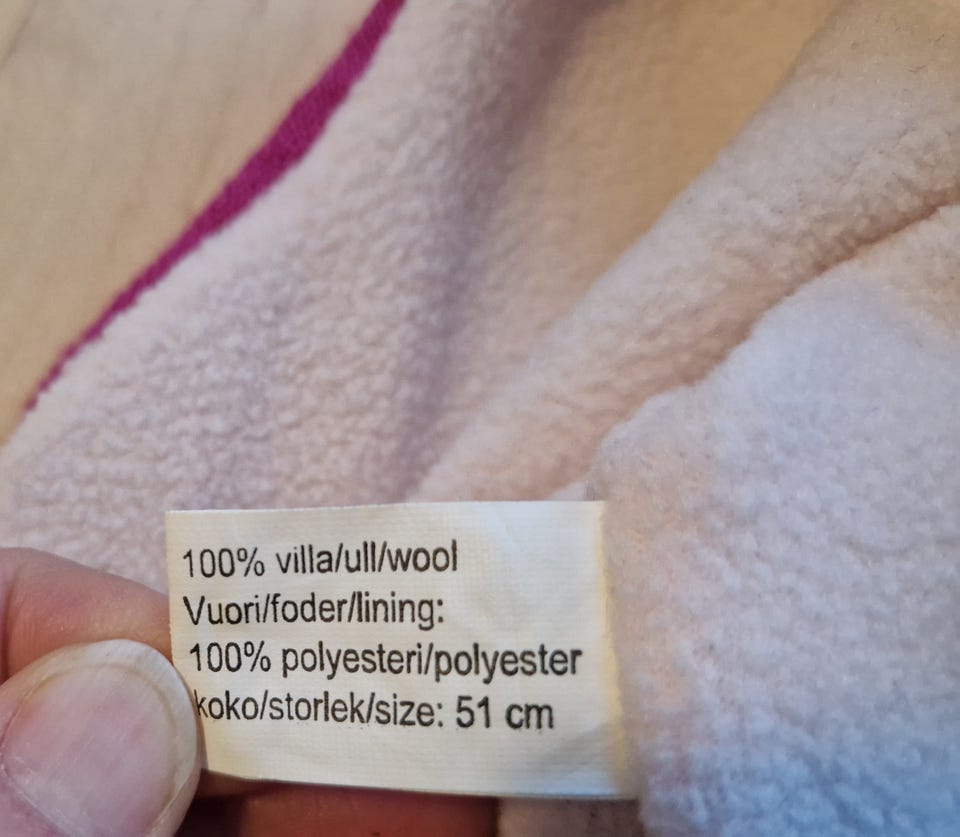 100% villa/ull/wool
Vuori/foder/lining:
100% polyesteri/polyester
koko/storlek/size: 51 cm